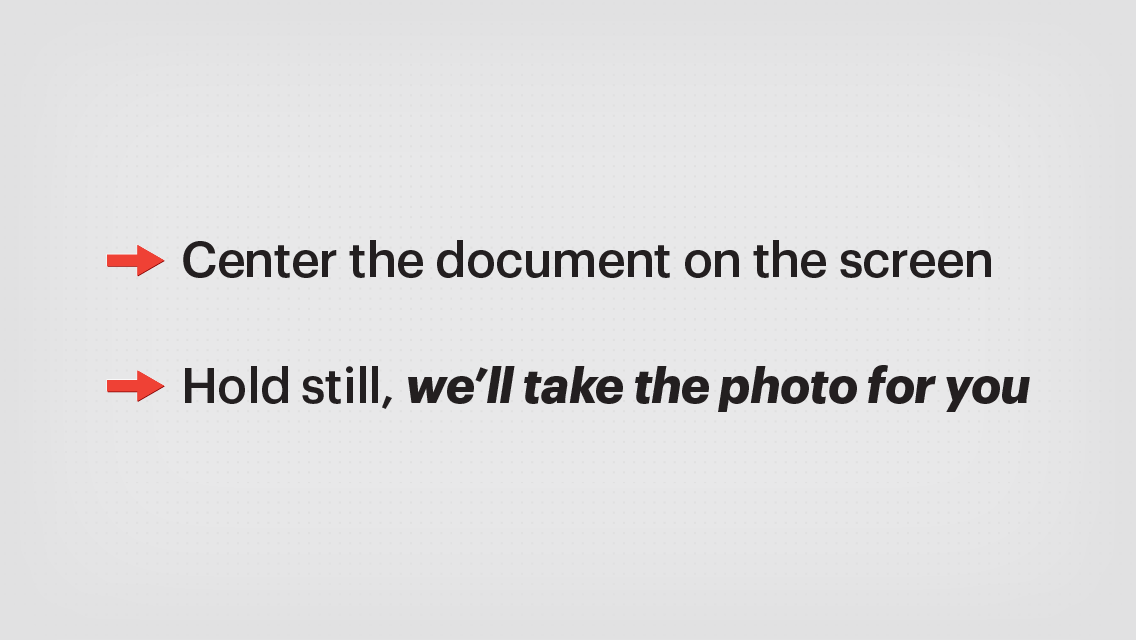 Center the document on the screen
Hold still, we’ll take the photo for you